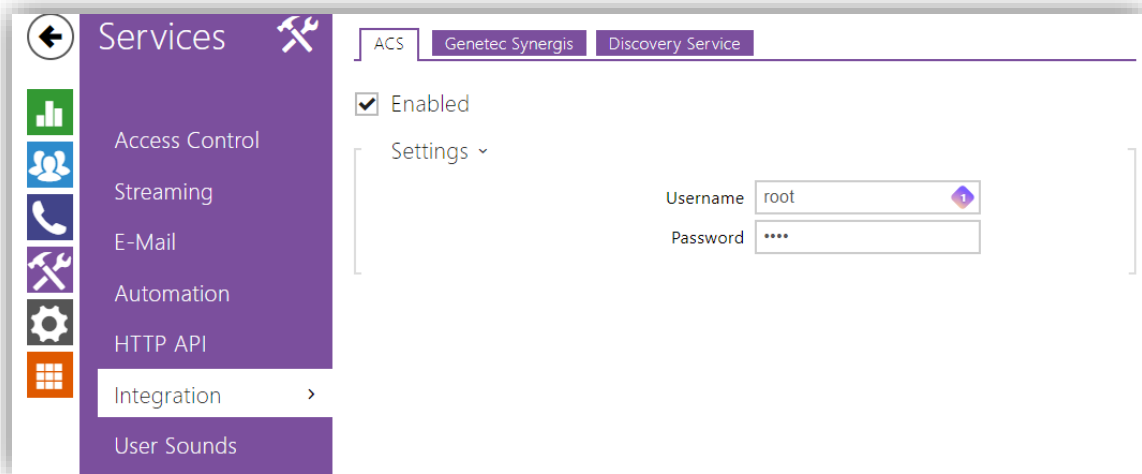 Services
Access Control
Streaming
E-Mail
Automation
HTTP API
Integration
User Sounds
ACS
Genetec Synergis
Discovery Service
Enabled
Settings
Username root 1
Password ••••